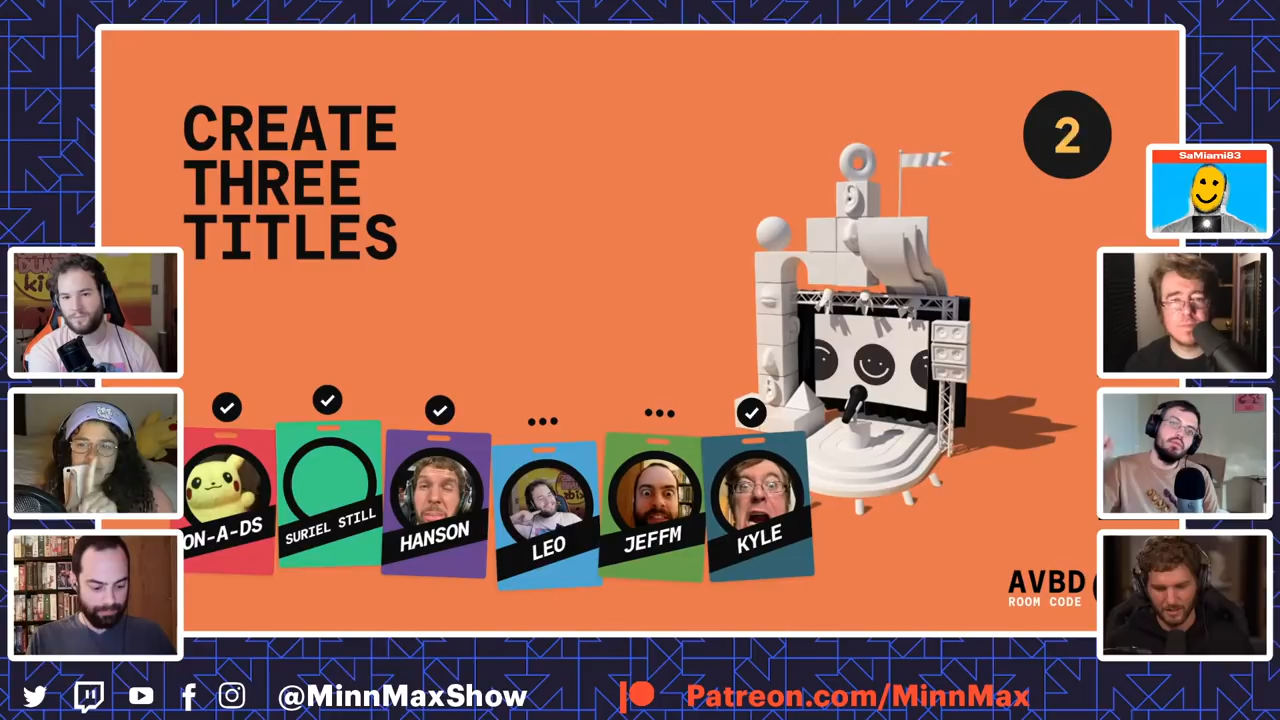 CREATE
THREE
TITLES
2
SaMiami83
ON-A-DS
SURIEL STILL
HANSON
LEO
JEFFM
KYLE
AVBD
ROOM CODE
@MinnMaxShow
Patreon.com/MinnMax